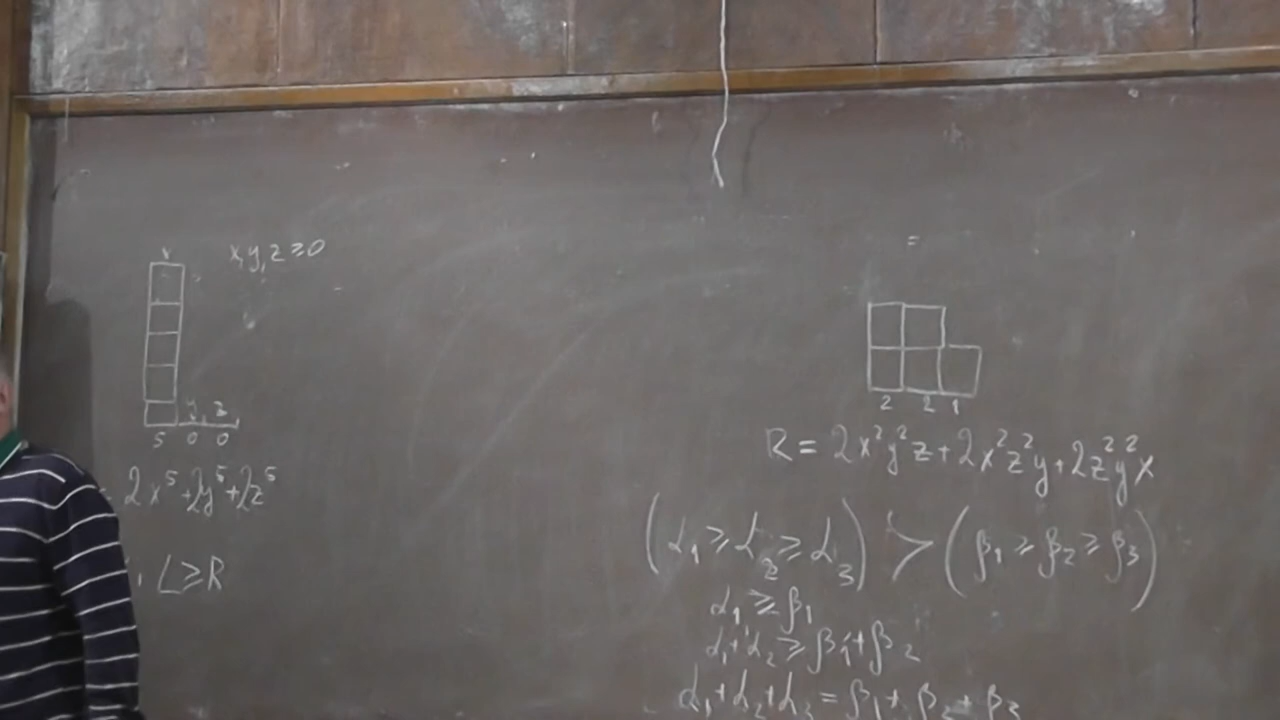 x
x, y, z ≥ 0
y, z
5 0 0
2x⁵+2y⁵+2z⁵
L ≥ R
=
2 2 1
R = 2x²y²z + 2x²z²y + 2z²y²x
(α₁ ≥ α₂ ≥ α₃) > (β₁ ≥ β₂ ≥ β₃)
α₁ ≥ β₁
α₁+α₂ ≥ β₁+β₂
α₁+α₂+α₃ = β₁+β₂+β₃